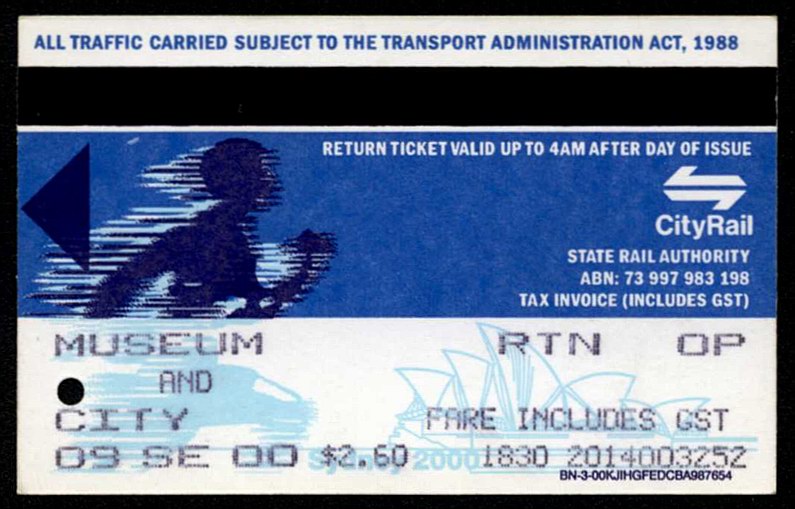 ALL TRAFFIC CARRIED SUBJECT TO THE TRANSPORT ADMINISTRATION ACT, 1988
RETURN TICKET VALID UP TO 4AM AFTER DAY OF ISSUE
CityRail
STATE RAIL AUTHORITY
ABN: 73 997 983 198
TAX INVOICE (INCLUDES GST)
MUSEUM RTN OP
AND
CITY FARE INCLUDES GST
09 SE 00 $2.60 Sydney 2000 1830 2014003252
BN-3-00KJIHGFEDCBA987654